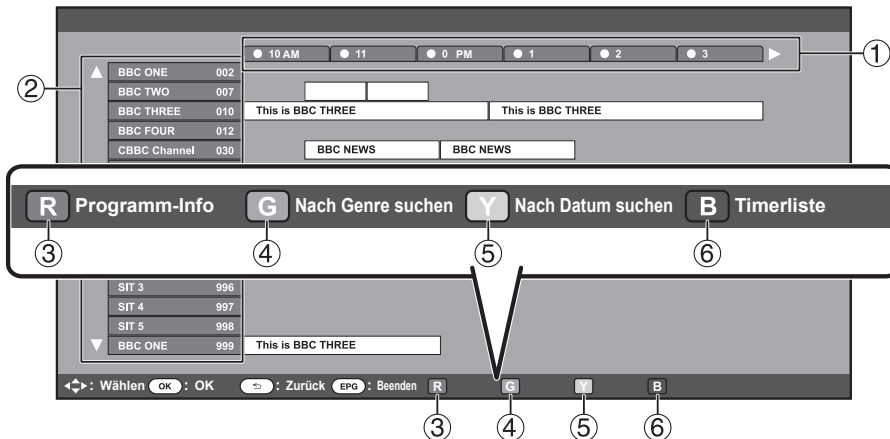 10 AM 11 0 PM 1 2 3 ①
②
BBC ONE 002
BBC TWO 007
BBC THREE 010 This is BBC THREE This is BBC THREE
BBC FOUR 012
CBBC Channel 030 BBC NEWS BBC NEWS
R Programm-Info G Nach Genre suchen Y Nach Datum suchen B Timerliste
③ ④ ⑤ ⑥
SIT 3 996
SIT 4 997
SIT 5 998
BBC ONE 999 This is BBC THREE
: Wählen OK : OK : Zurück EPG : Beenden R G Y B
③ ④ ⑤ ⑥